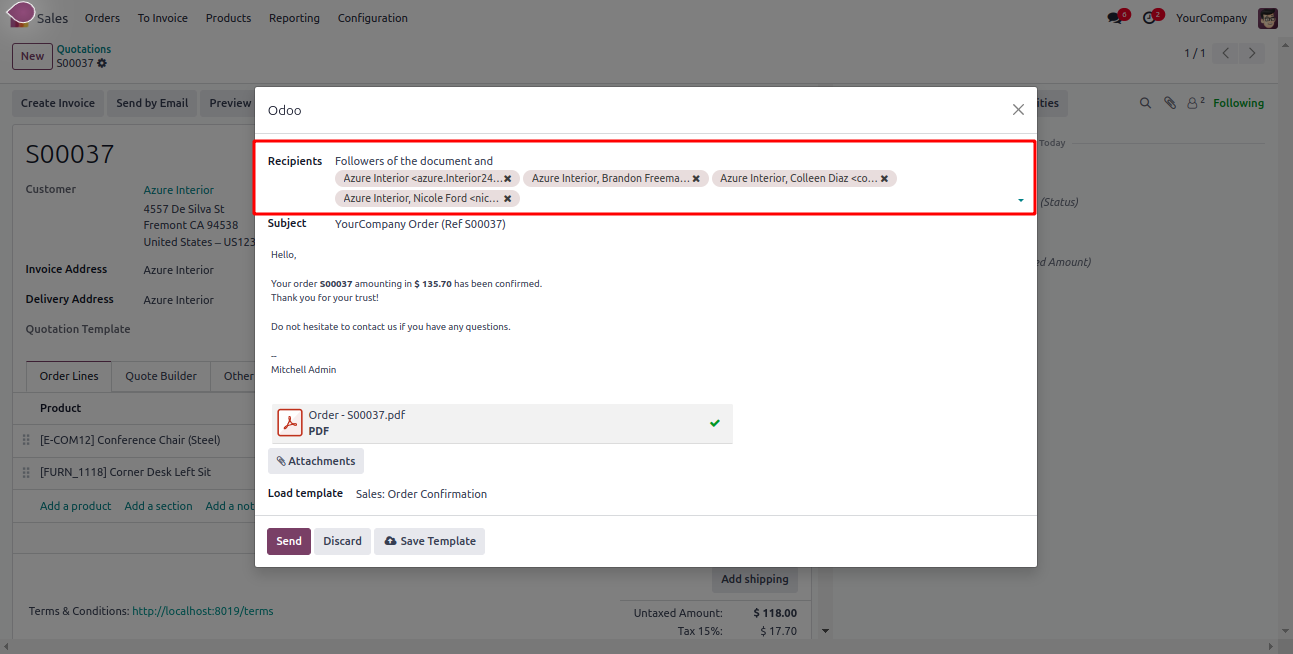 Sales Orders To Invoice Products Reporting Configuration 6 2 YourCompany
New Quotations
S00037
1 / 1
Create Invoice Send by Email Preview
2 Following
S00037
Customer Azure Interior
4557 De Silva St
Fremont CA 94538
United States – US123
Invoice Address Azure Interior
Delivery Address Azure Interior
Quotation Template
Order Lines Quote Builder Other
Product
[E-COM12] Conference Chair (Steel)
[FURN_1118] Corner Desk Left Sit
Add a product Add a section Add a not
Terms & Conditions: http://localhost:8019/terms
Add shipping
Untaxed Amount: $ 118.00
Tax 15%: $ 17.70
ities
Today
(Status)
ed Amount)
Odoo
Recipients Followers of the document and
Azure Interior <azure.Interior24... Azure Interior, Brandon Freema... Azure Interior, Colleen Diaz <co...
Azure Interior, Nicole Ford <nic...
Subject YourCompany Order (Ref S00037)
Hello,
Your order S00037 amounting in $ 135.70 has been confirmed.
Thank you for your trust!
Do not hesitate to contact us if you have any questions.
--
Mitchell Admin
Order - S00037.pdf
PDF
Attachments
Load template Sales: Order Confirmation
Send Discard Save Template